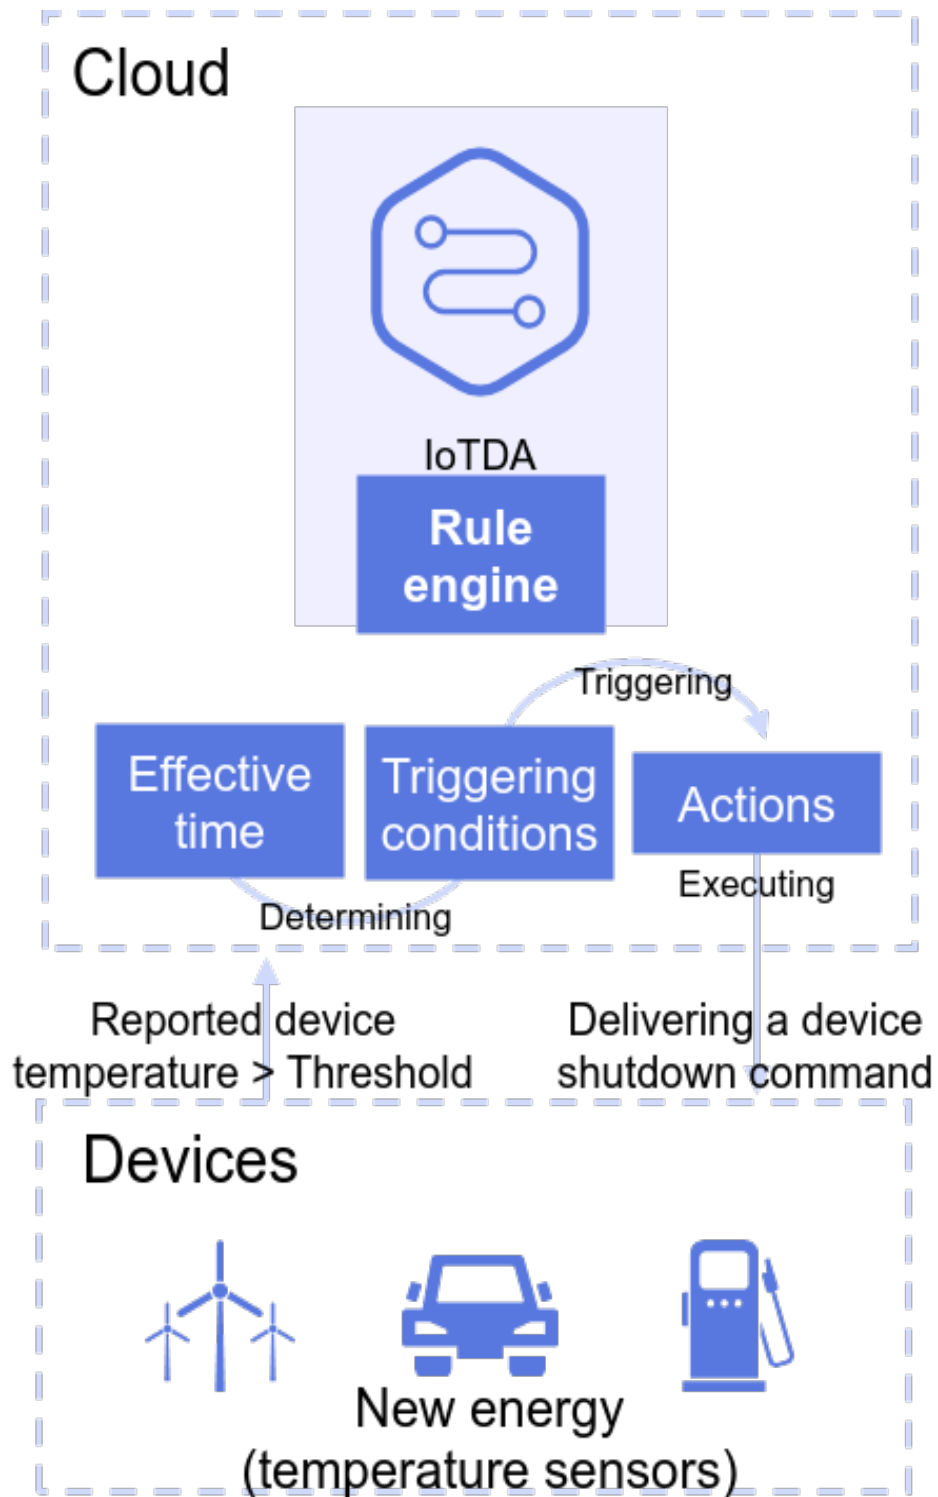 Cloud
IoTDA
Rule
engine
Triggering
Effective
time
Triggering
conditions
Actions
Executing
Determining
Reported device
temperature > Threshold
Delivering a device
shutdown command
Devices
New energy
(temperature sensors)